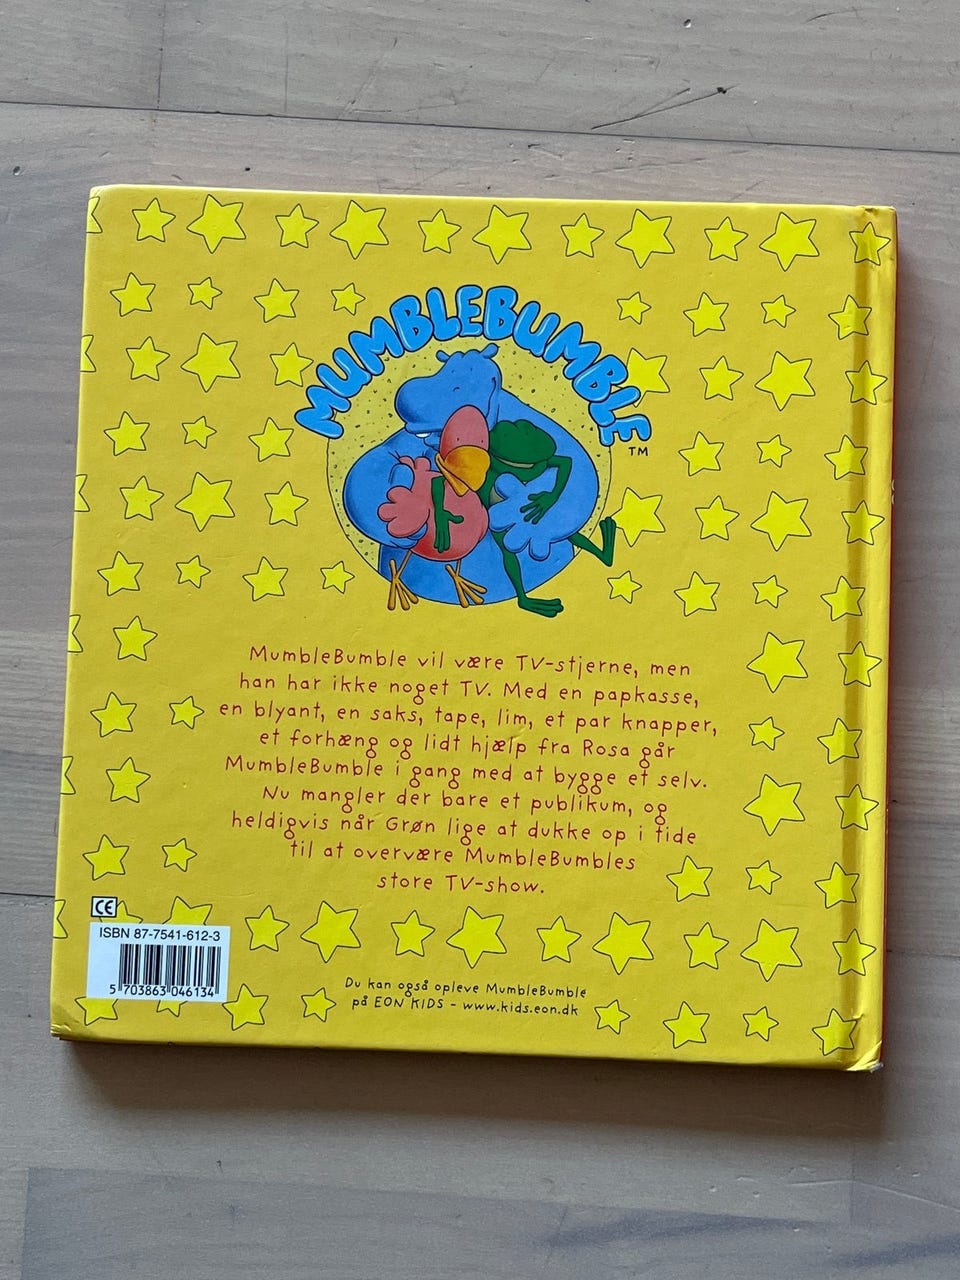 MUMBLEBUMBLE
TM
MumbleBumble vil være TV-stjerne, men
han har ikke noget TV. Med en papkasse,
en blyant, en saks, tape, lim, et par knapper,
et forhæng og lidt hjælp fra Rosa går
MumbleBumble i gang med at bygge et selv.
Nu mangler der bare et publikum, og
heldigvis når Grøn lige at dukke op i tide
til at overvære MumbleBumbles
store TV-show.
CE
ISBN 87-7541-612-3
5 703863 046134
Du kan også opleve MumbleBumble
på EON KIDS - www.kids.eon.dk